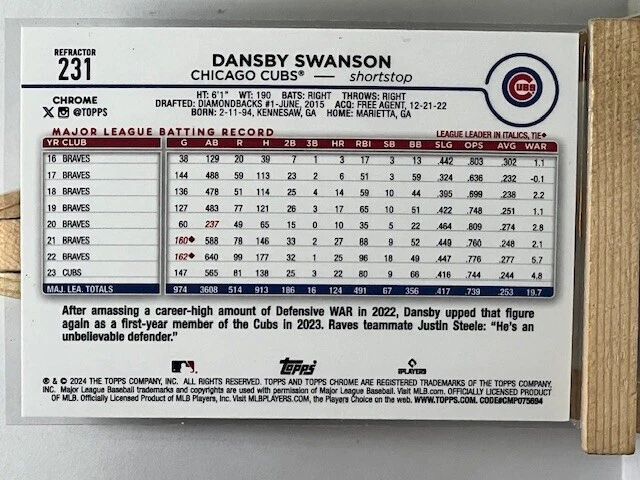 REFRACTOR
231
DANSBY SWANSON
CHICAGO CUBS® — shortstop
CUBS
CHROME
@TOPPS
HT: 6'1" WT: 190 BATS: RIGHT THROWS: RIGHT
DRAFTED: DIAMONDBACKS #1-JUNE, 2015 ACQ: FREE AGENT, 12-21-22
BORN: 2-11-94, KENNESAW, GA HOME: MARIETTA, GA
MAJOR LEAGUE BATTING RECORD LEAGUE LEADER IN ITALICS, TIE♦
YR CLUB G AB R H 2B 3B HR RBI SB BB SLG OPS AVG WAR
16 BRAVES 38 129 20 39 7 1 3 17 3 13 .442 .803 .302 1.1
17 BRAVES 144 488 59 113 23 2 6 51 3 59 .324 .636 .232 -0.1
18 BRAVES 136 478 51 114 25 4 14 59 10 44 .395 .699 .238 2.2
19 BRAVES 127 483 77 121 26 3 17 65 10 51 .422 .748 .251 1.1
20 BRAVES 60 237 49 65 15 0 10 35 5 22 .464 .809 .274 2.8
21 BRAVES 160♦ 588 78 146 33 2 27 88 9 52 .449 .760 .248 2.1
22 BRAVES 162♦ 640 99 177 32 1 25 96 18 49 .447 .776 .277 5.7
23 CUBS 147 565 81 138 25 3 22 80 9 66 .416 .744 .244 4.8
MAJ. LEA. TOTALS 974 3608 514 913 186 16 124 491 67 356 .417 .739 .253 19.7
After amassing a career-high amount of Defensive WAR in 2022, Dansby upped that figure
again as a first-year member of the Cubs in 2023. Raves teammate Justin Steele: "He's an
unbelievable defender."
topps
PLAYERS
® & © 2024 THE TOPPS COMPANY, INC. ALL RIGHTS RESERVED. TOPPS AND TOPPS CHROME ARE REGISTERED TRADEMARKS OF THE TOPPS COMPANY,
INC. Major League Baseball trademarks and copyrights are used with permission of Major League Baseball. Visit MLB.com. OFFICIALLY LICENSED PRODUCT
OF MLB. Officially Licensed Product of MLB Players, Inc. Visit MLBPLAYERS.COM, the Players Choice on the web. WWW.TOPPS.COM. CODE#CMP075694